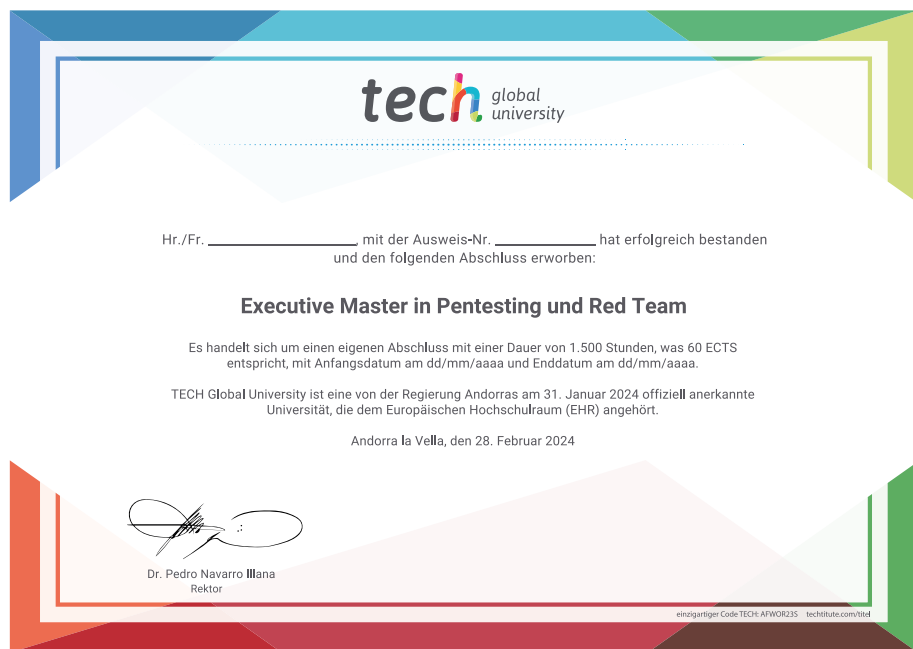 tech global university
Hr./Fr. ____________________, mit der Ausweis-Nr. ______________ hat erfolgreich bestanden
und den folgenden Abschluss erworben:
Executive Master in Pentesting und Red Team
Es handelt sich um einen eigenen Abschluss mit einer Dauer von 1.500 Stunden, was 60 ECTS
entspricht, mit Anfangsdatum am dd/mm/aaaa und Enddatum am dd/mm/aaaa.
TECH Global University ist eine von der Regierung Andorras am 31. Januar 2024 offiziell anerkannte
Universität, die dem Europäischen Hochschulraum (EHR) angehört.
Andorra la Vella, den 28. Februar 2024
Dr. Pedro Navarro Illana
Rektor
einzigartiger Code TECH: AFWOR235 techtitute.com/titel